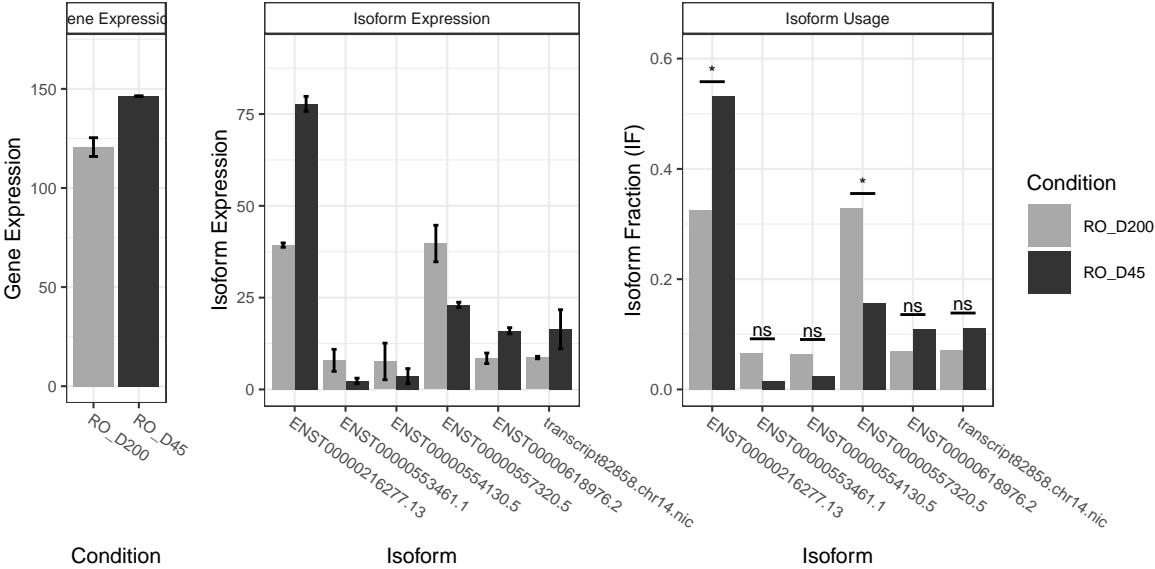 ene Expressio
Isoform Expression
Isoform Usage
Gene Expression
150
100
50
0
RO_D200
RO_D45
Condition
Isoform Expression
75
50
25
0
ENST00000216277.13
ENST00000553461.1
ENST00000554130.5
ENST00000557320.5
ENST00000618976.2
transcript82858.chr14.nic
Isoform
Isoform Fraction (IF)
0.6
0.4
0.2
0.0
*
ns
ns
*
ns
ns
ENST00000216277.13
ENST00000553461.1
ENST00000554130.5
ENST00000557320.5
ENST00000618976.2
transcript82858.chr14.nic
Isoform
Condition
RO_D200
RO_D45